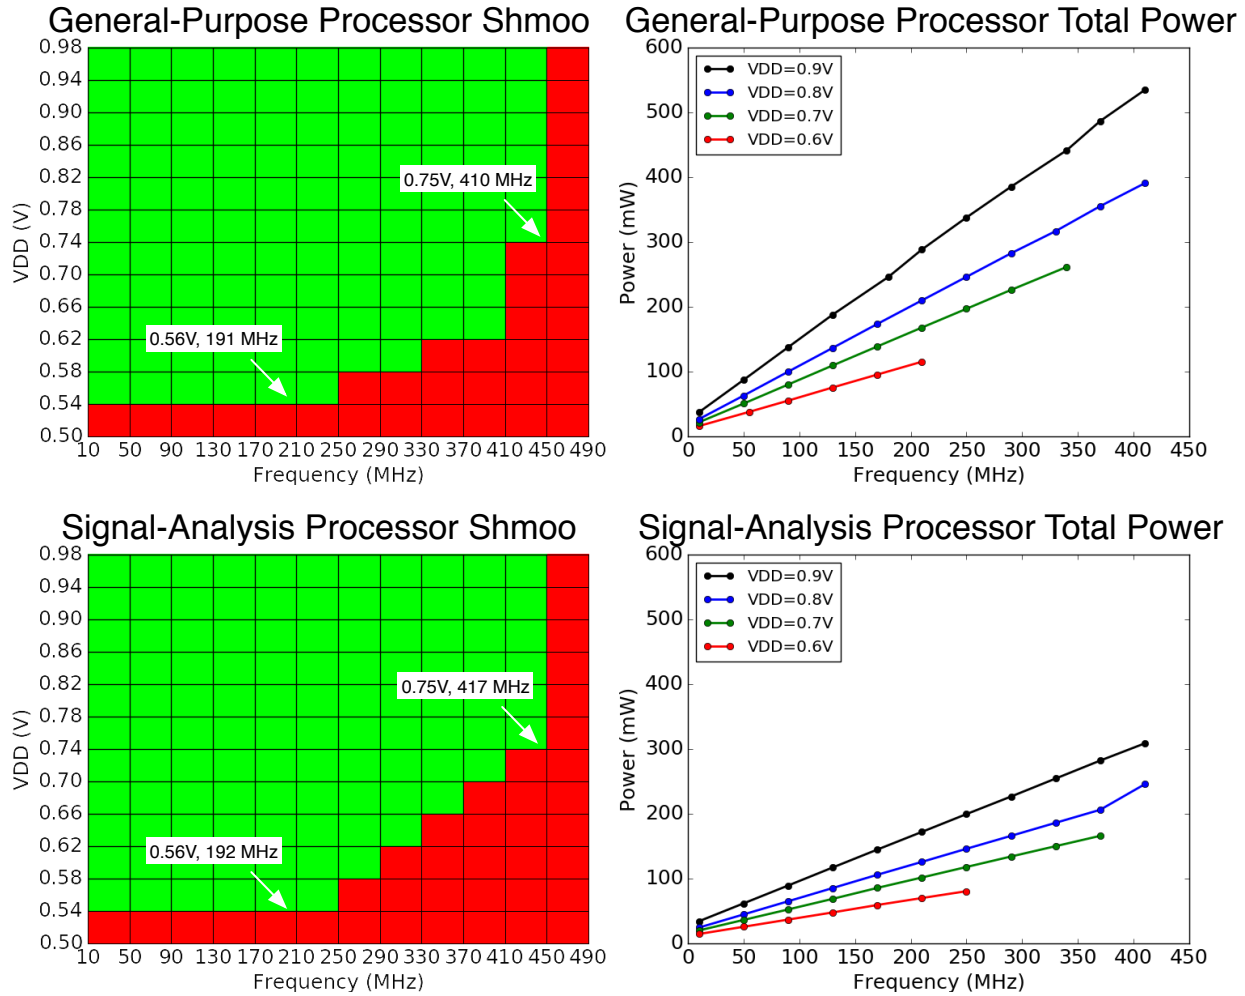 General-Purpose Processor Shmoo
0.98
0.94
0.90
0.86
0.82
0.78
0.74
0.70
0.66
0.62
0.58
0.54
0.50
VDD (V)
0.75V, 410 MHz
0.56V, 191 MHz
10 50 90 130 170 210 250 290 330 370 410 450 490
Frequency (MHz)
General-Purpose Processor Total Power
600
500
400
300
200
100
0
Power (mW)
VDD=0.9V
VDD=0.8V
VDD=0.7V
VDD=0.6V
0 50 100 150 200 250 300 350 400 450
Frequency (MHz)
Signal-Analysis Processor Shmoo
0.98
0.94
0.90
0.86
0.82
0.78
0.74
0.70
0.66
0.62
0.58
0.54
0.50
VDD (V)
0.75V, 417 MHz
0.56V, 192 MHz
10 50 90 130 170 210 250 290 330 370 410 450 490
Frequency (MHz)
Signal-Analysis Processor Total Power
600
500
400
300
200
100
0
Power (mW)
VDD=0.9V
VDD=0.8V
VDD=0.7V
VDD=0.6V
0 50 100 150 200 250 300 350 400 450
Frequency (MHz)